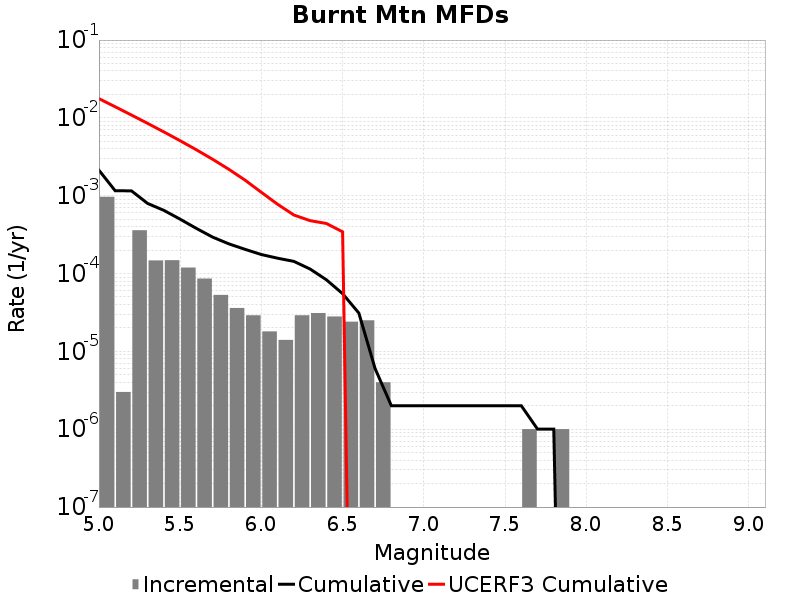 Burnt Mtn MFDs
10-1
10-2
10-3
10-4
10-5
10-6
10-7
Rate (1/yr)
5.0 5.5 6.0 6.5 7.0 7.5 8.0 8.5 9.0
Magnitude
Incremental Cumulative UCERF3 Cumulative